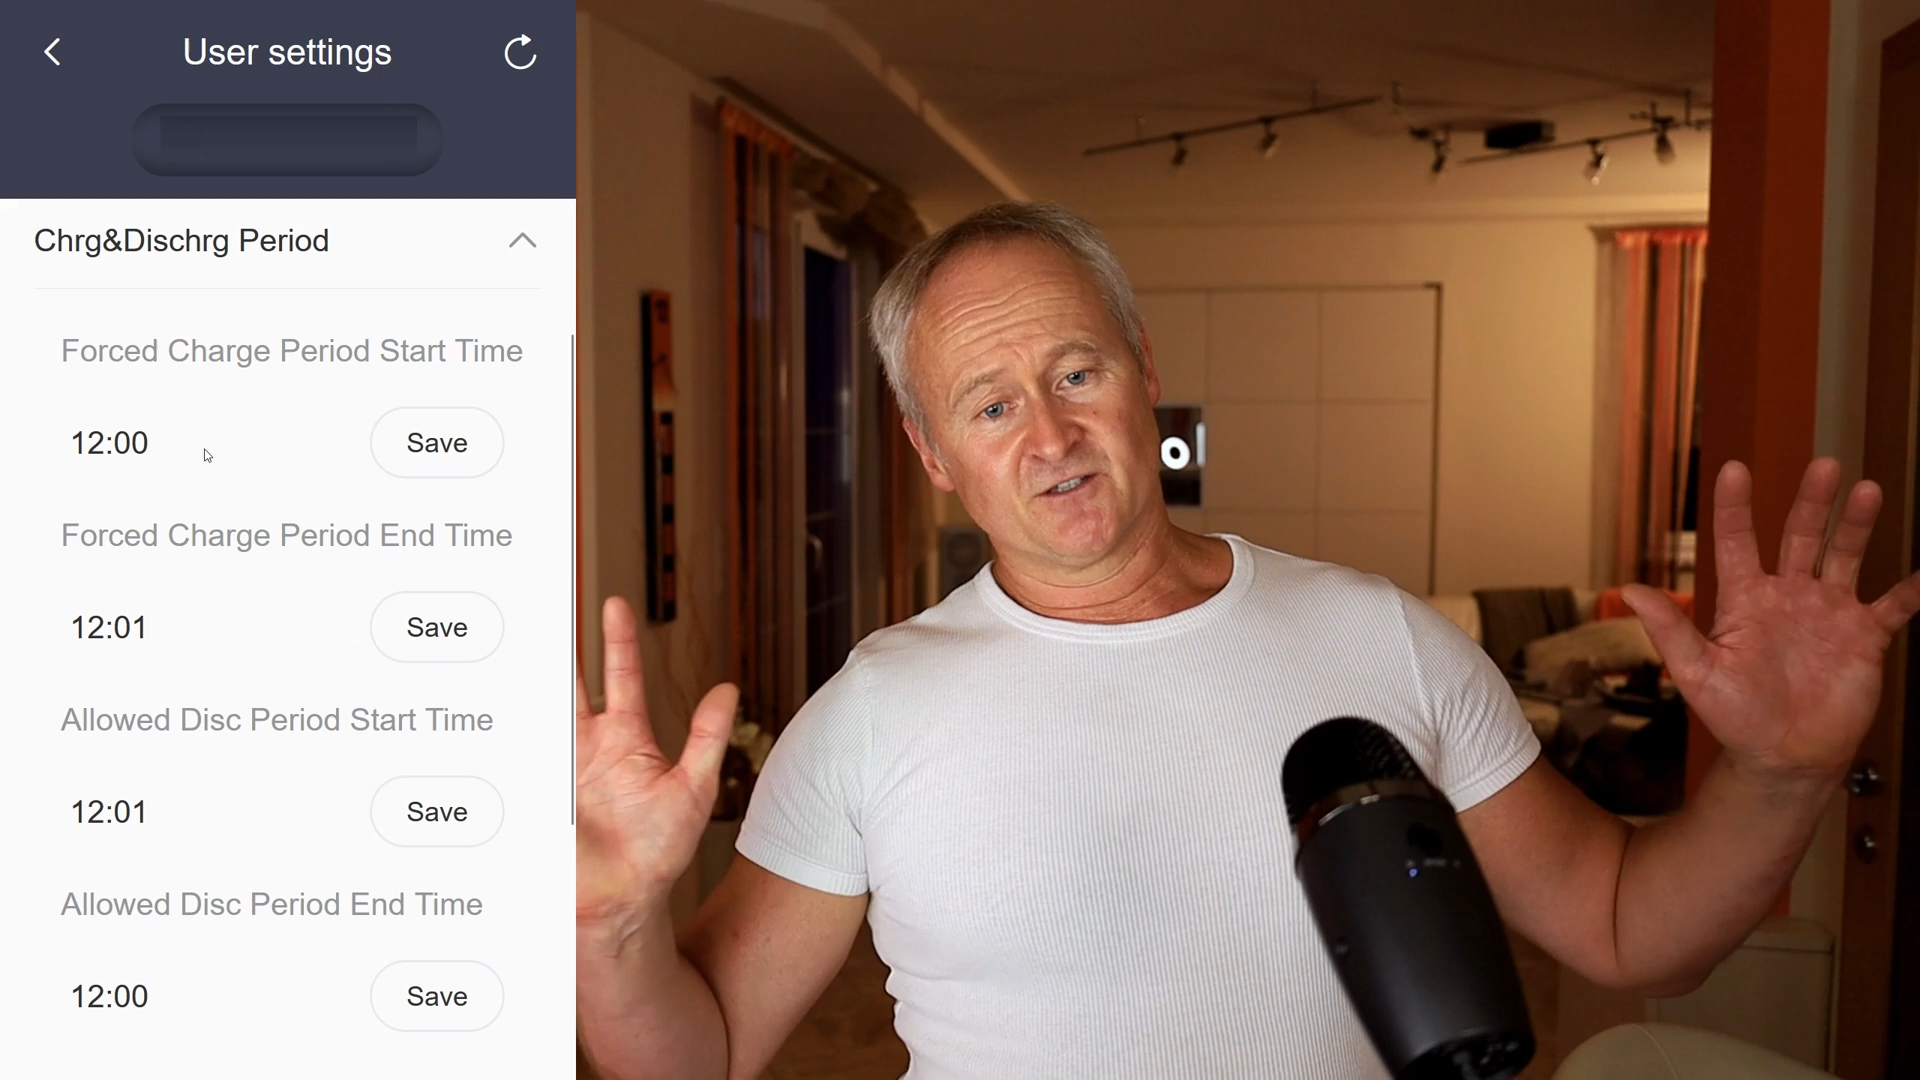 User settings
Chrg&Dischrg Period
Forced Charge Period Start Time
12:00
Save
Forced Charge Period End Time
12:01
Save
Allowed Disc Period Start Time
12:01
Save
Allowed Disc Period End Time
12:00
Save